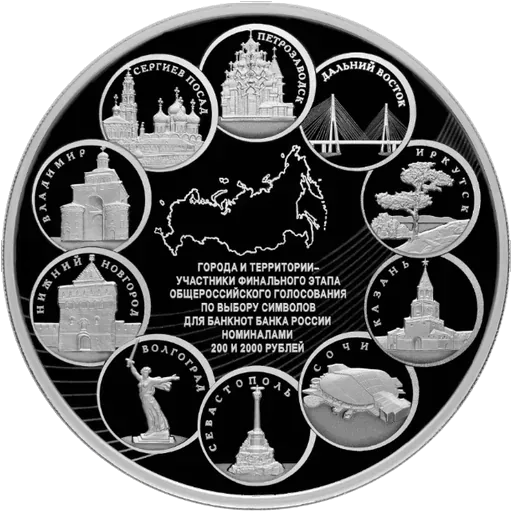 СЕРГИЕВ ПОСАД
ПЕТРОЗАВОДСК
ДАЛЬНИЙ ВОСТОК
ИРКУТСК
КАЗАНЬ
СОЧИ
СЕВАСТОПОЛЬ
ВОЛГОГРАД
НИЖНИЙ НОВГОРОД
ВЛАДИМИР
ГОРОДА И ТЕРРИТОРИИ–
УЧАСТНИКИ ФИНАЛЬНОГО ЭТАПА
ОБЩЕРОССИЙСКОГО ГОЛОСОВАНИЯ
ПО ВЫБОРУ СИМВОЛОВ
ДЛЯ БАНКНОТ БАНКА РОССИИ
НОМИНАЛАМИ
200 И 2000 РУБЛЕЙ